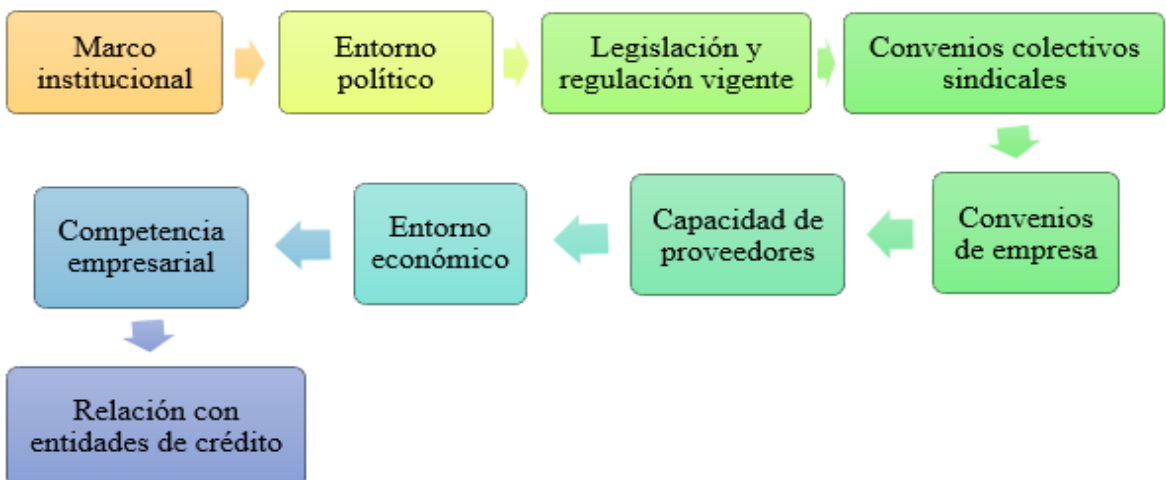 Marco
institucional
Entorno
político
Legislación y
regulación vigente
Convenios colectivos
sindicales
Convenios
de empresa
Capacidad de
proveedores
Entorno
económico
Competencia
empresarial
Relación con
entidades de crédito